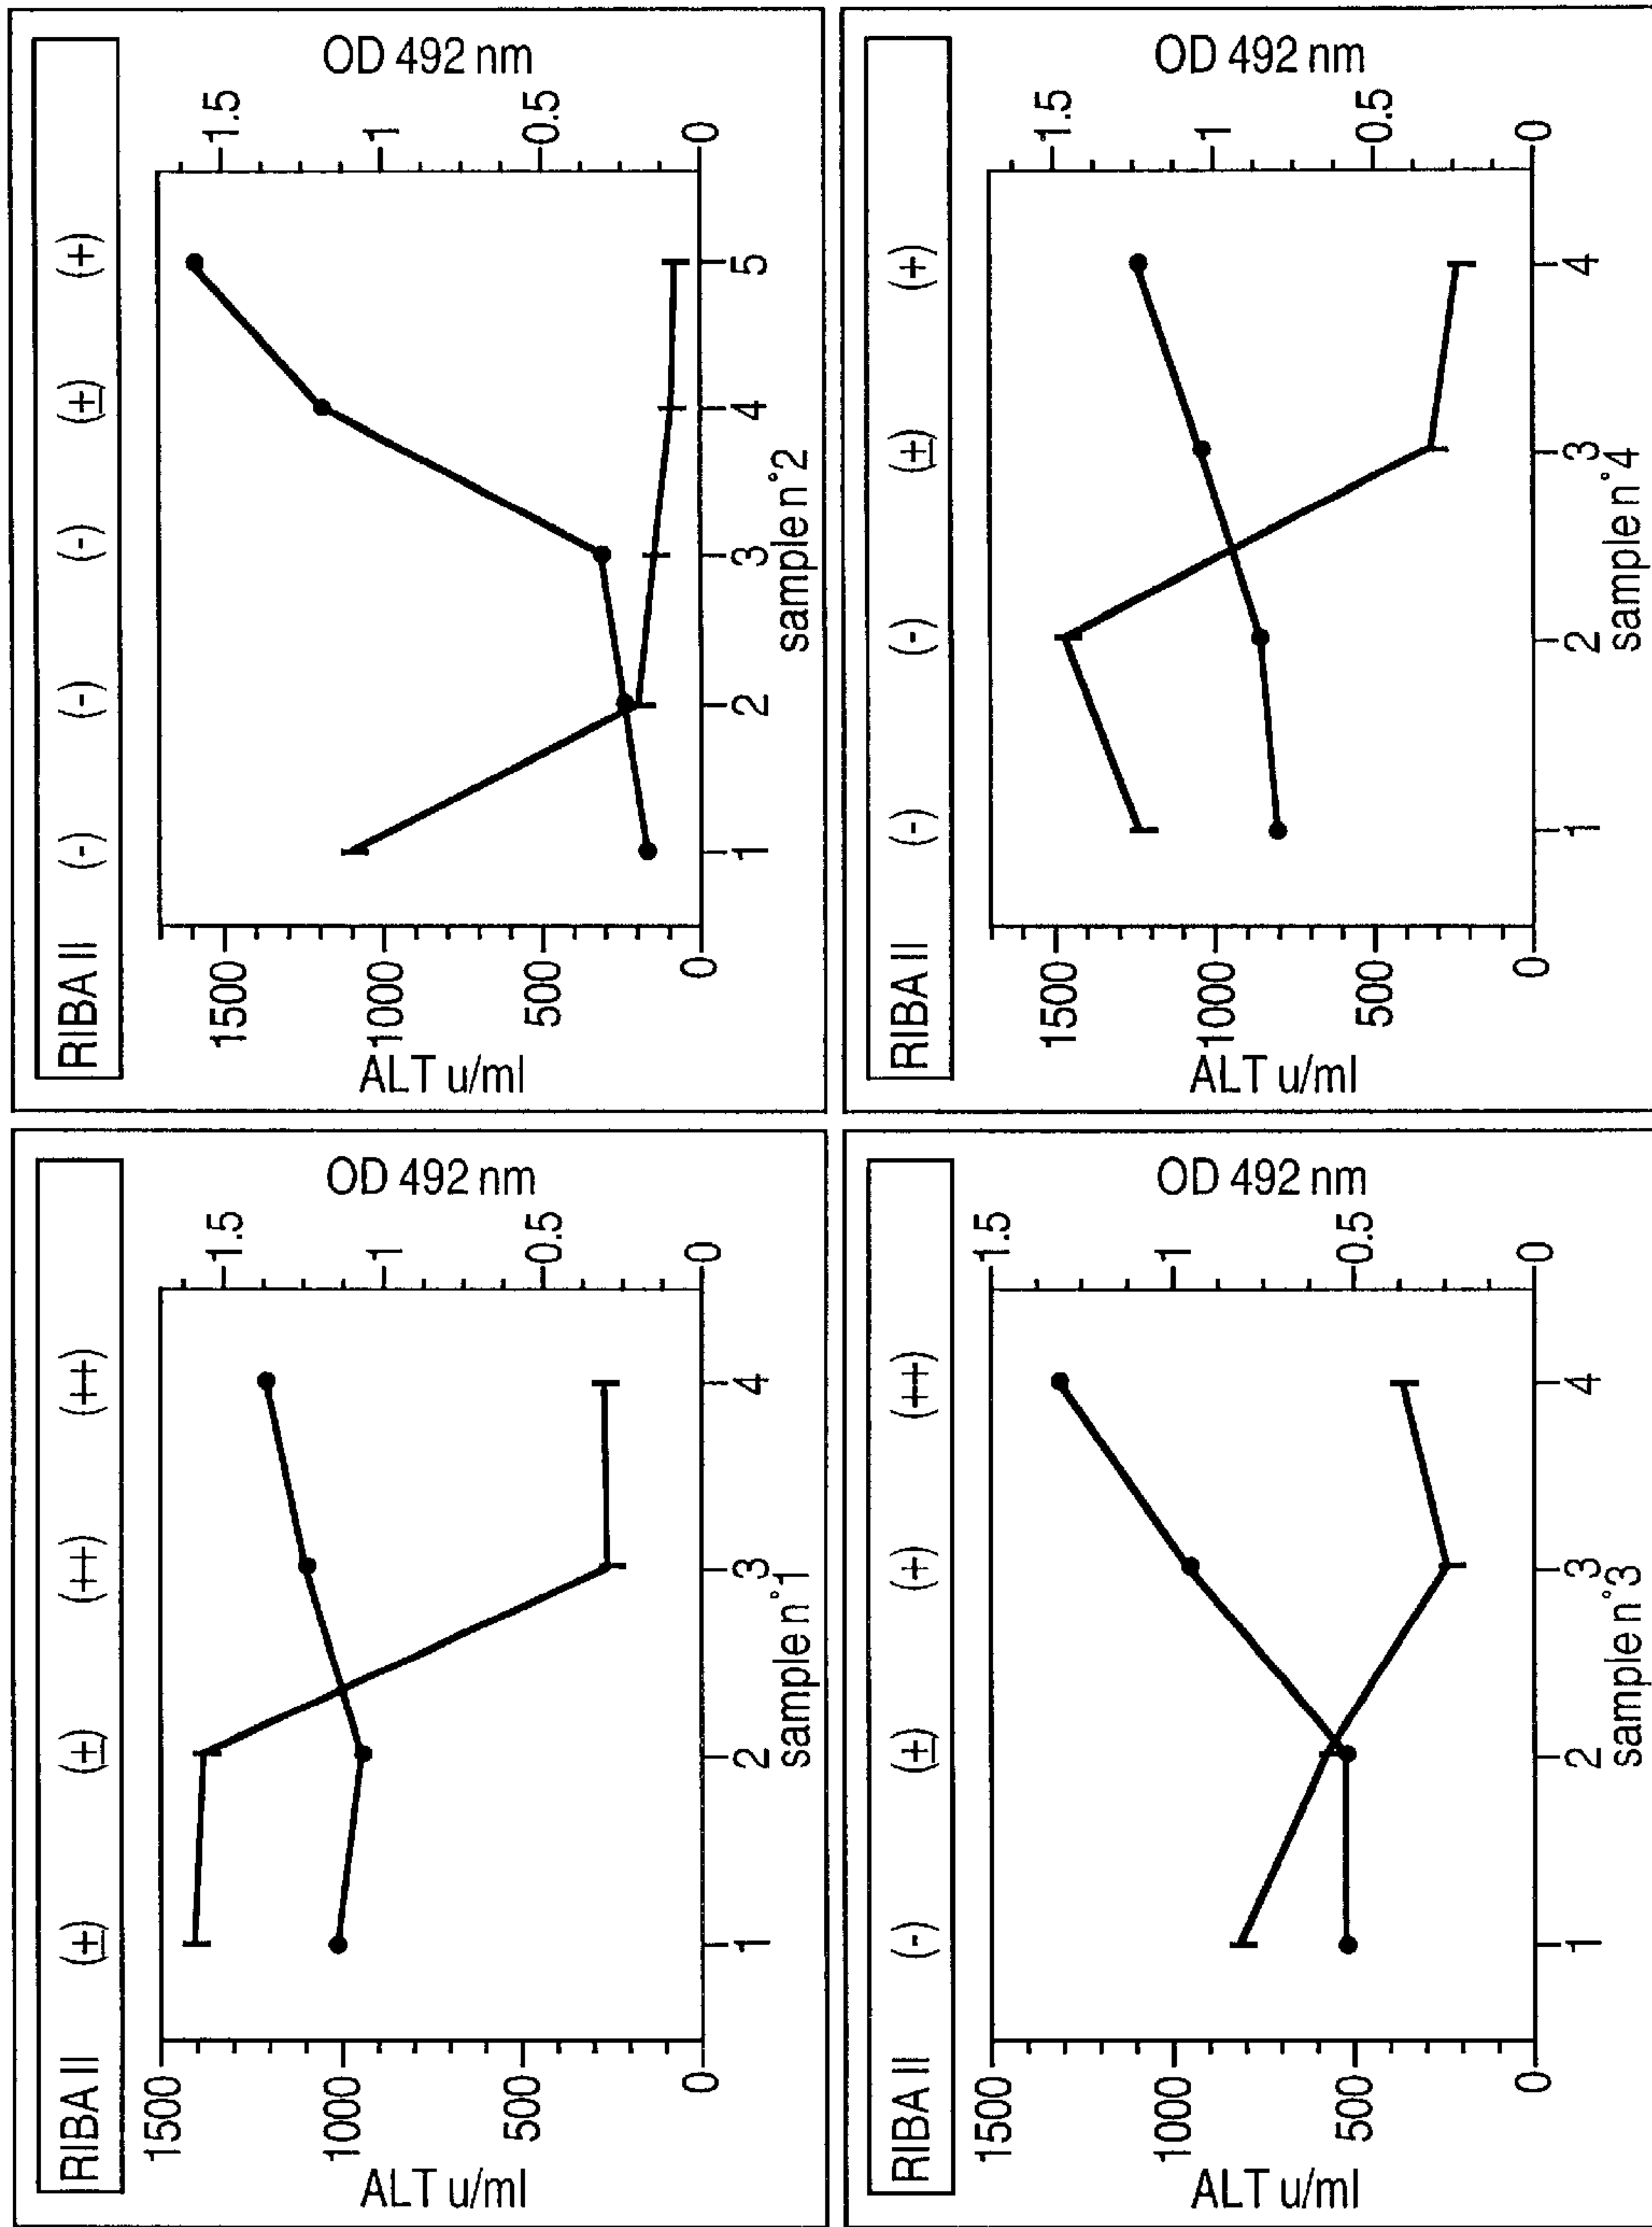 RIBA II (±) (±) (++) (++)
1500
1000
500
0
ALT u/ml
1.5
1
0.5
0
OD 492 nm
1 2 3 4
sample n°1
RIBA II (-) (-) (-) (±) (+)
1500
1000
500
0
ALT u/ml
1.5
1
0.5
0
OD 492 nm
1 2 3 4 5
sample n°2
RIBA II (-) (±) (+) (++)
1500
1000
500
0
ALT u/ml
1.5
1
0.5
0
OD 492 nm
1 2 3 4
sample n°3
RIBA II (-) (-) (±) (+)
1500
1000
500
0
ALT u/ml
1.5
1
0.5
0
OD 492 nm
1 2 3 4
sample n°4